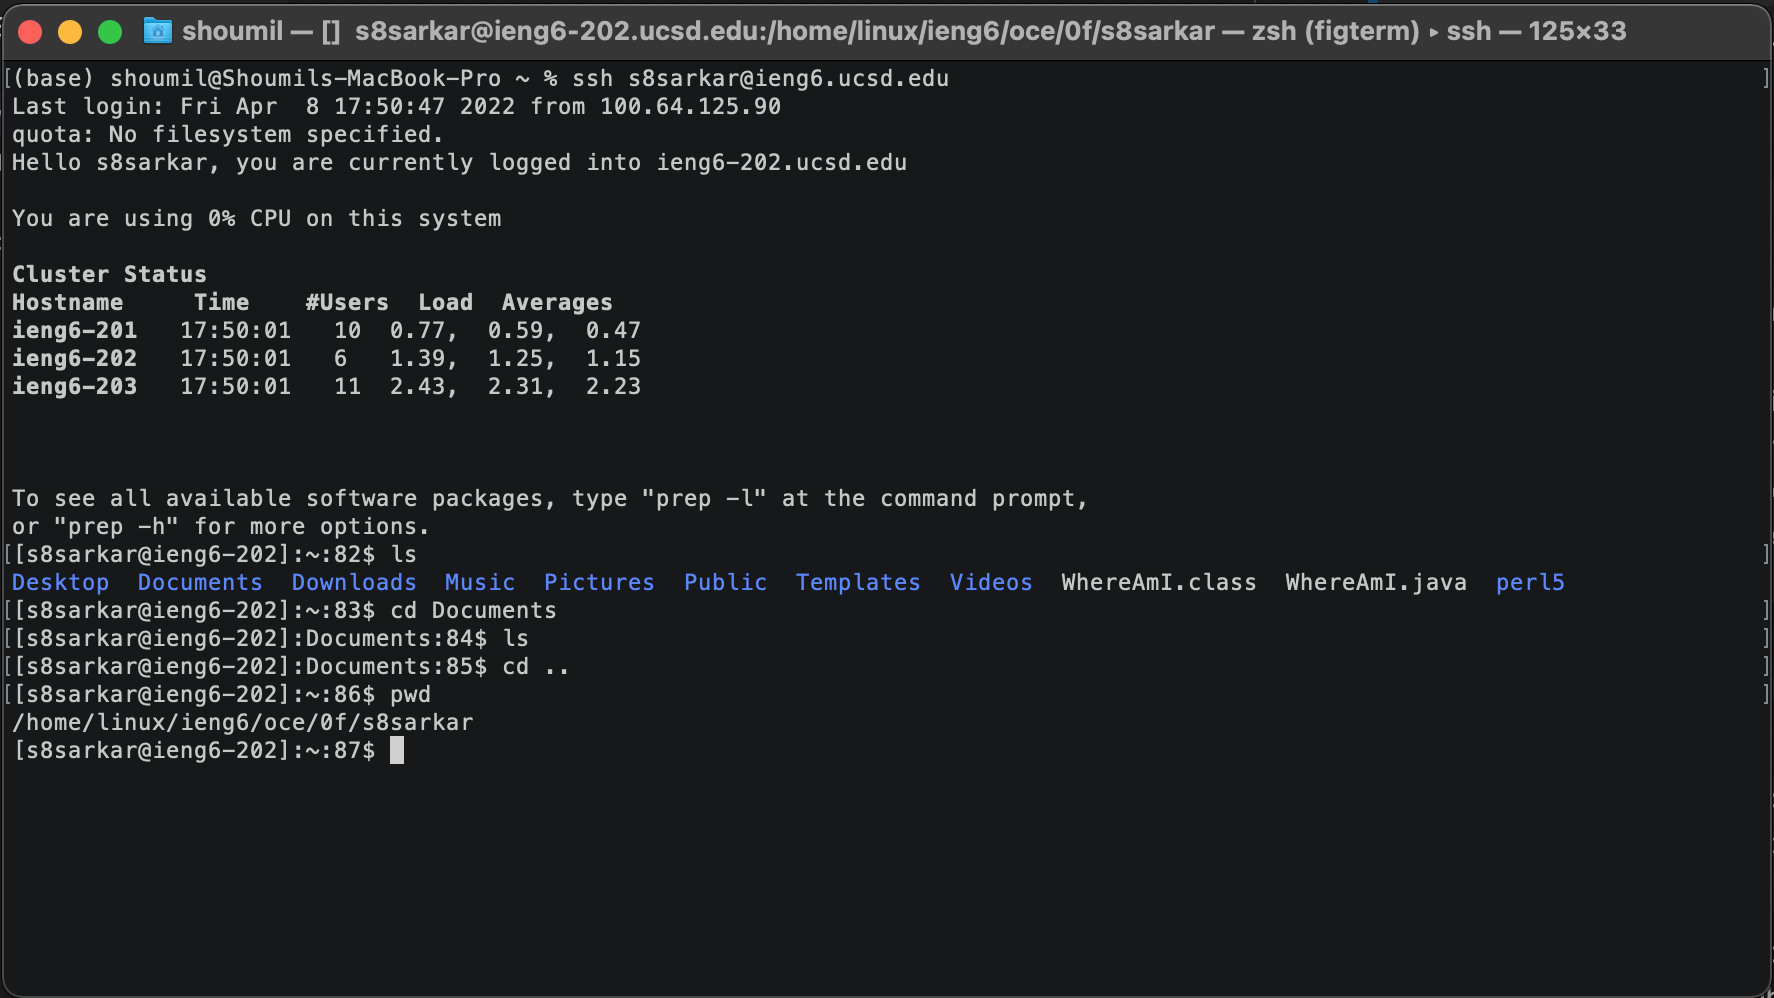 shoumil — [] s8sarkar@ieng6-202.ucsd.edu:/home/linux/ieng6/oce/0f/s8sarkar — zsh (figterm) ▸ ssh — 125×33
[(base) shoumil@Shoumils-MacBook-Pro ~ % ssh s8sarkar@ieng6.ucsd.edu ]
Last login: Fri Apr  8 17:50:47 2022 from 100.64.125.90
quota: No filesystem specified.
Hello s8sarkar, you are currently logged into ieng6-202.ucsd.edu
You are using 0% CPU on this system
Cluster Status
Hostname     Time    #Users  Load  Averages
ieng6-201   17:50:01   10  0.77,  0.59,  0.47
ieng6-202   17:50:01   6   1.39,  1.25,  1.15
ieng6-203   17:50:01   11  2.43,  2.31,  2.23
To see all available software packages, type "prep -l" at the command prompt,
or "prep -h" for more options.
[[s8sarkar@ieng6-202]:~:82$ ls ]
Desktop  Documents  Downloads  Music  Pictures  Public  Templates  Videos  WhereAmI.class  WhereAmI.java  perl5
[[s8sarkar@ieng6-202]:~:83$ cd Documents ]
[[s8sarkar@ieng6-202]:Documents:84$ ls ]
[[s8sarkar@ieng6-202]:Documents:85$ cd .. ]
[[s8sarkar@ieng6-202]:~:86$ pwd ]
/home/linux/ieng6/oce/0f/s8sarkar
[s8sarkar@ieng6-202]:~:87$